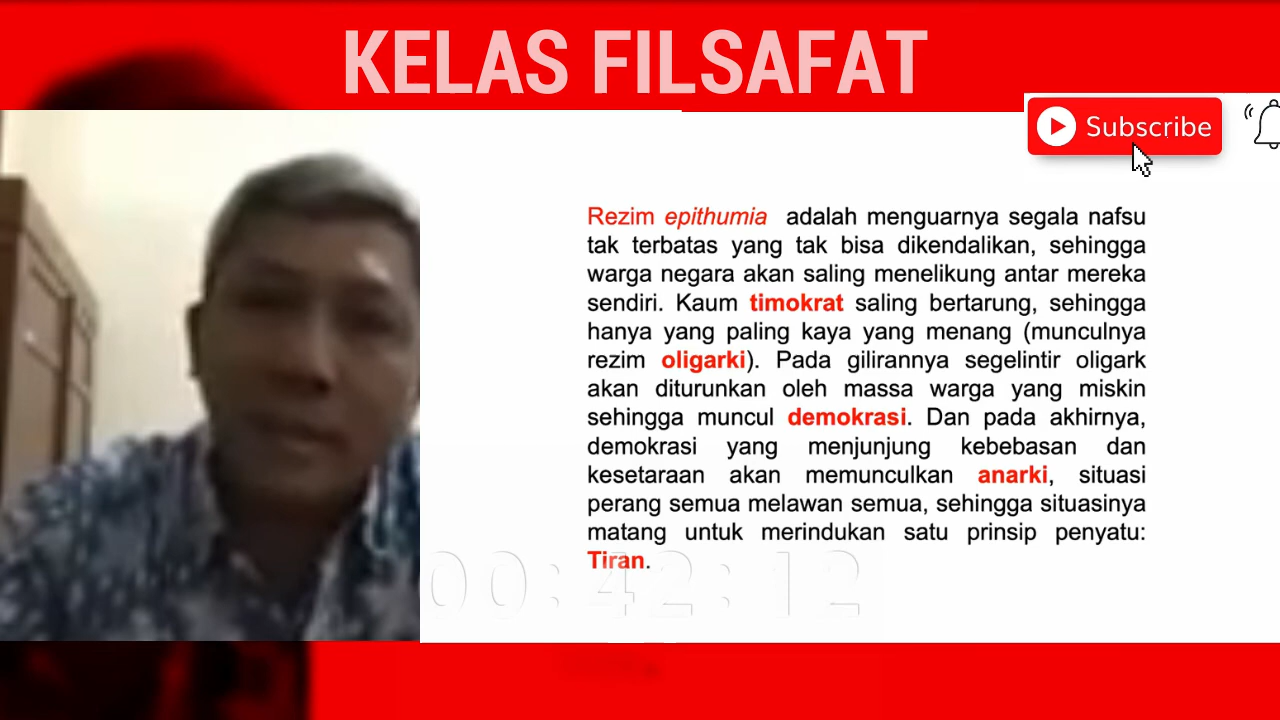 KELAS FILSAFAT
Subscribe
Rezim epithumia adalah menguarnya segala nafsu
tak terbatas yang tak bisa dikendalikan, sehingga
warga negara akan saling menelikung antar mereka
sendiri. Kaum timokrat saling bertarung, sehingga
hanya yang paling kaya yang menang (munculnya
rezim oligarki). Pada gilirannya segelintir oligark
akan diturunkan oleh massa warga yang miskin
sehingga muncul demokrasi. Dan pada akhirnya,
demokrasi yang menjunjung kebebasan dan
kesetaraan akan memunculkan anarki, situasi
perang semua melawan semua, sehingga situasinya
matang untuk merindukan satu prinsip penyatu:
Tiran.
00:42:12